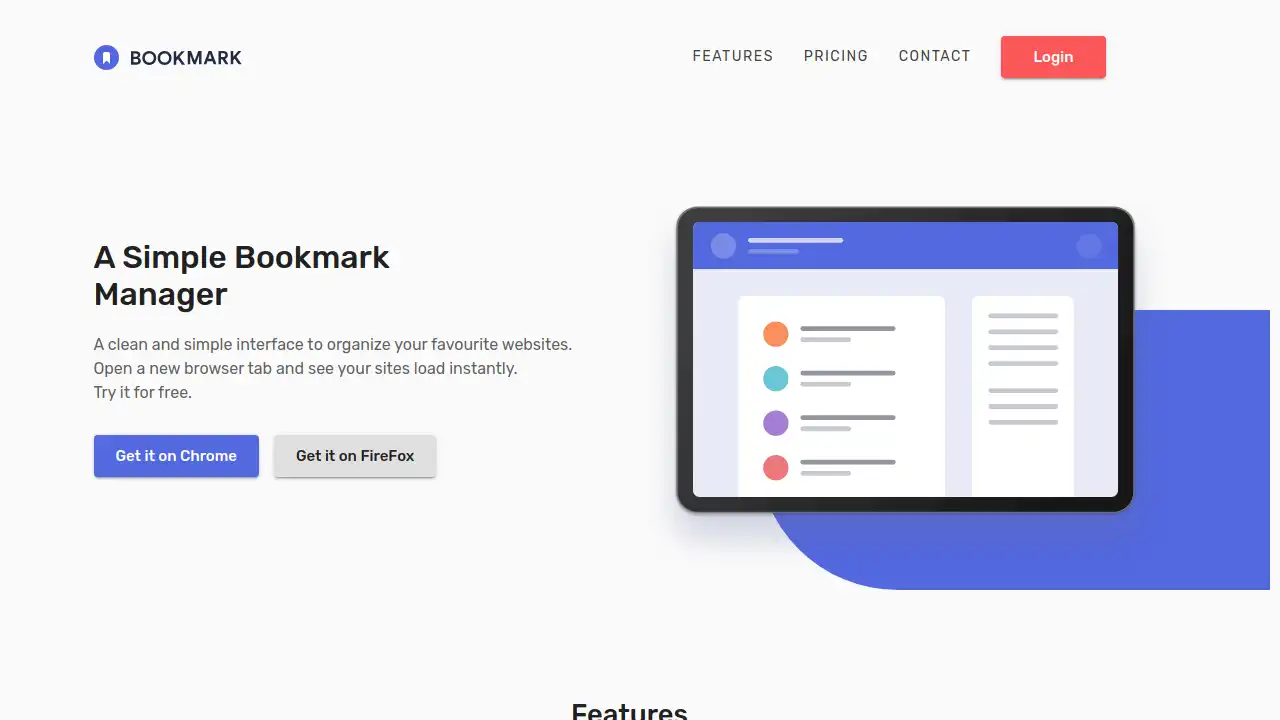 BOOKMARK
FEATURES PRICING CONTACT Login
A Simple Bookmark
Manager
A clean and simple interface to organize your favourite websites.
Open a new browser tab and see your sites load instantly.
Try it for free.
Get it on Chrome Get it on FireFox
Features